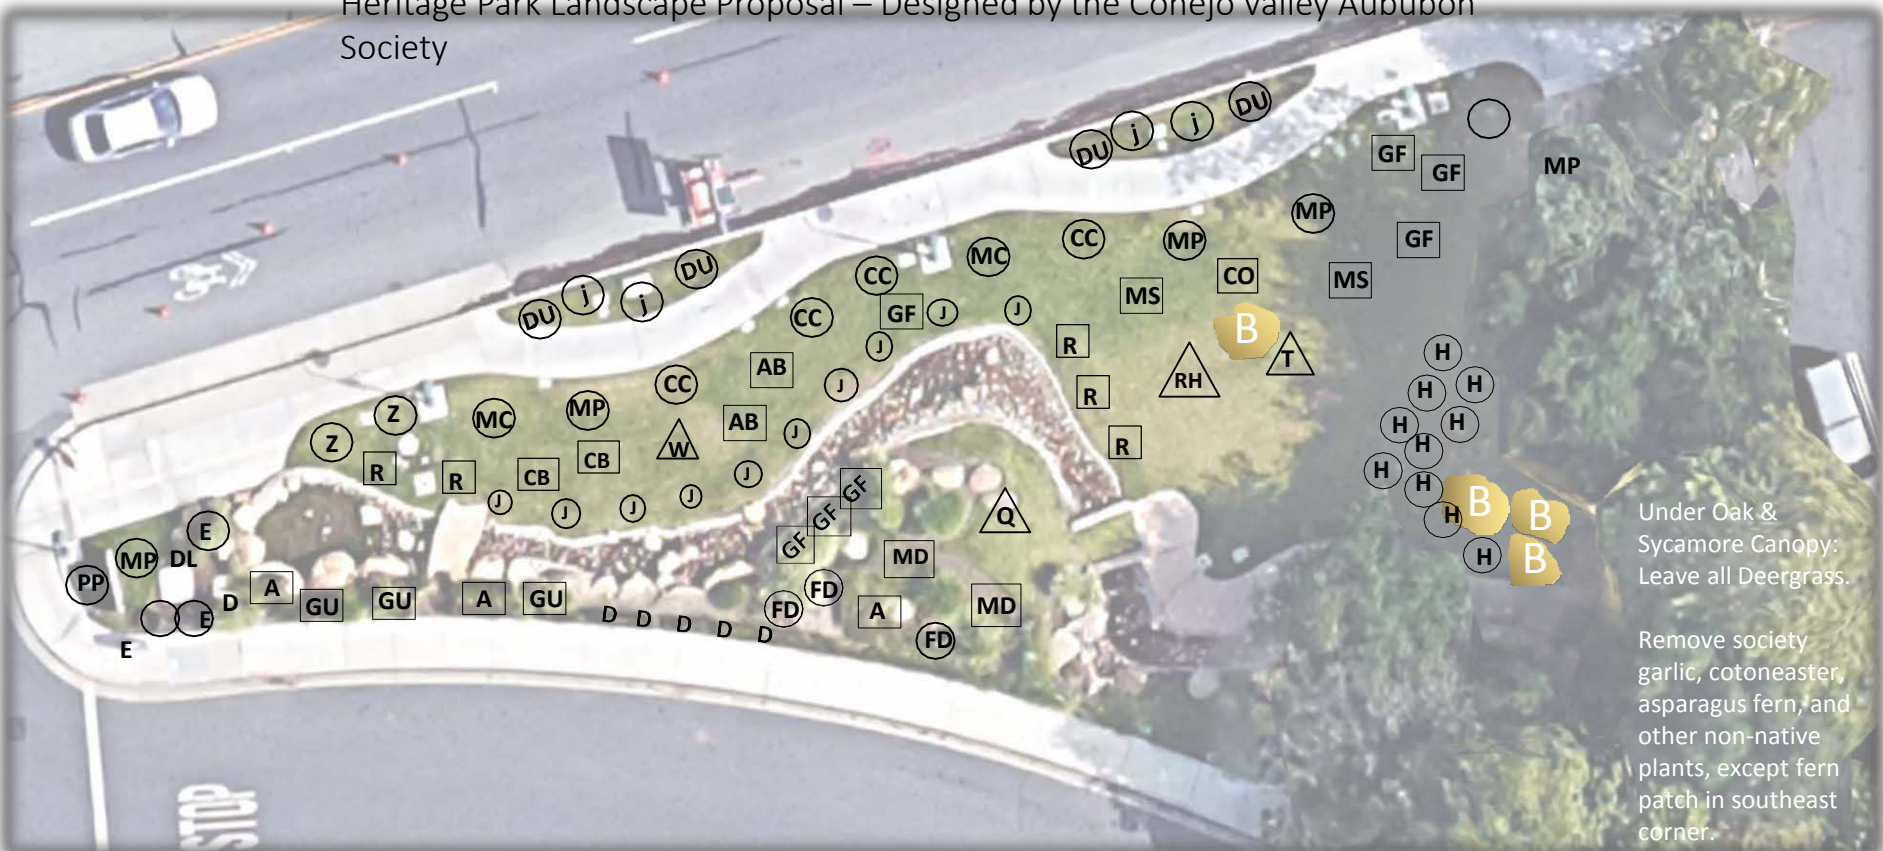 Heritage Park Landscape Proposal – Designed by the Conejo Valley Aububon
Society
DU
j
j
DU
GF
GF
MP
MP
GF
CC
MP
MC
CC
CO
MS
MS
DU
j
j
DU
CC
GF
J
J
B
T
R
RH
J
AB
CC
J
R
H
H
H
H
H
H
H
H
H
H
Z
Z
MC
MP
AB
J
W
R
R
R
CB
CB
J
J
J
J
J
GF
GF
GF
Q
B
B
B
E
MP
DL
PP
D
E
E
A
GU
GU
A
GU
D
D
D
D
D
FD
FD
A
MD
MD
FD
STOP
Under Oak &
Sycamore Canopy:
Leave all Deergrass.
Remove society
garlic, cotoneaster,
asparagus fern, and
other non-native
plants, except fern
patch in southeast
corner.